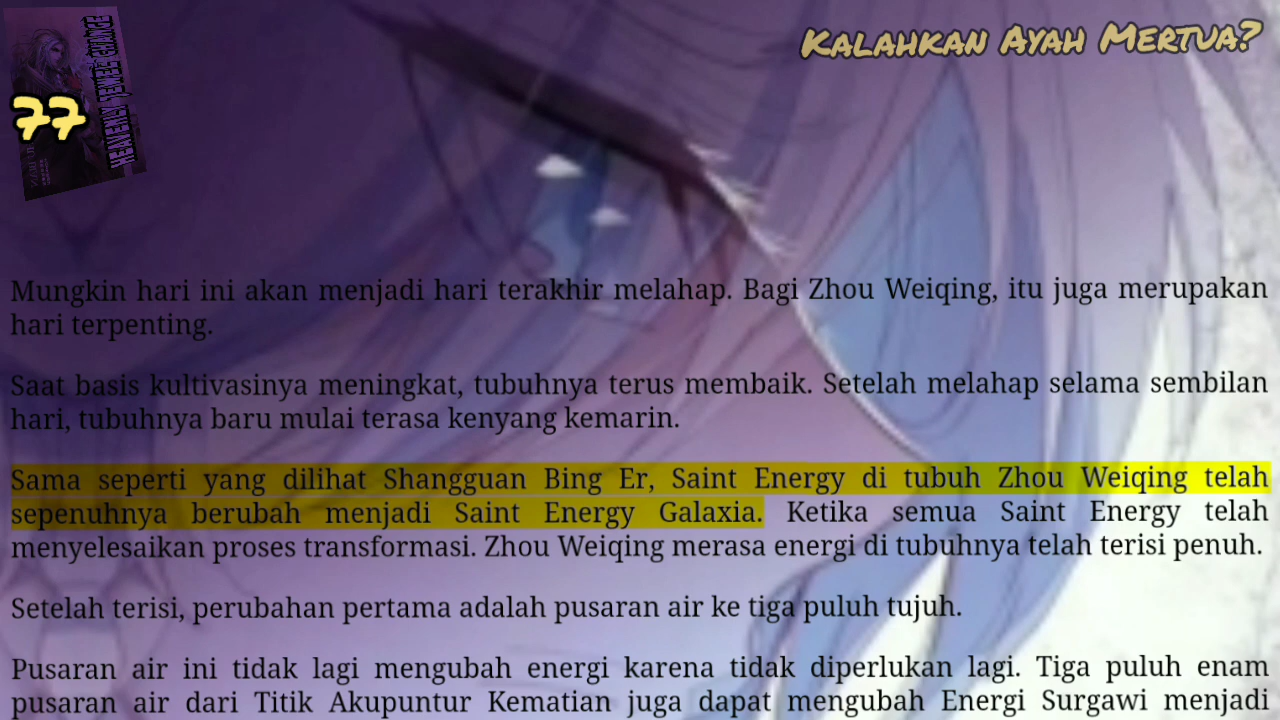 Kalahkan Ayah Mertua?
HEAVENLY JEWEL CHANGE
77
Mungkin hari ini akan menjadi hari terakhir melahap. Bagi Zhou Weiqing, itu juga merupakan
hari terpenting.
Saat basis kultivasinya meningkat, tubuhnya terus membaik. Setelah melahap selama sembilan
hari, tubuhnya baru mulai terasa kenyang kemarin.
Sama seperti yang dilihat Shangguan Bing Er, Saint Energy di tubuh Zhou Weiqing telah
sepenuhnya berubah menjadi Saint Energy Galaxia. Ketika semua Saint Energy telah
menyelesaikan proses transformasi. Zhou Weiqing merasa energi di tubuhnya telah terisi penuh.
Setelah terisi, perubahan pertama adalah pusaran air ke tiga puluh tujuh.
Pusaran air ini tidak lagi mengubah energi karena tidak diperlukan lagi. Tiga puluh enam
pusaran air dari Titik Akupuntur Kematian juga dapat mengubah Energi Surgawi menjadi